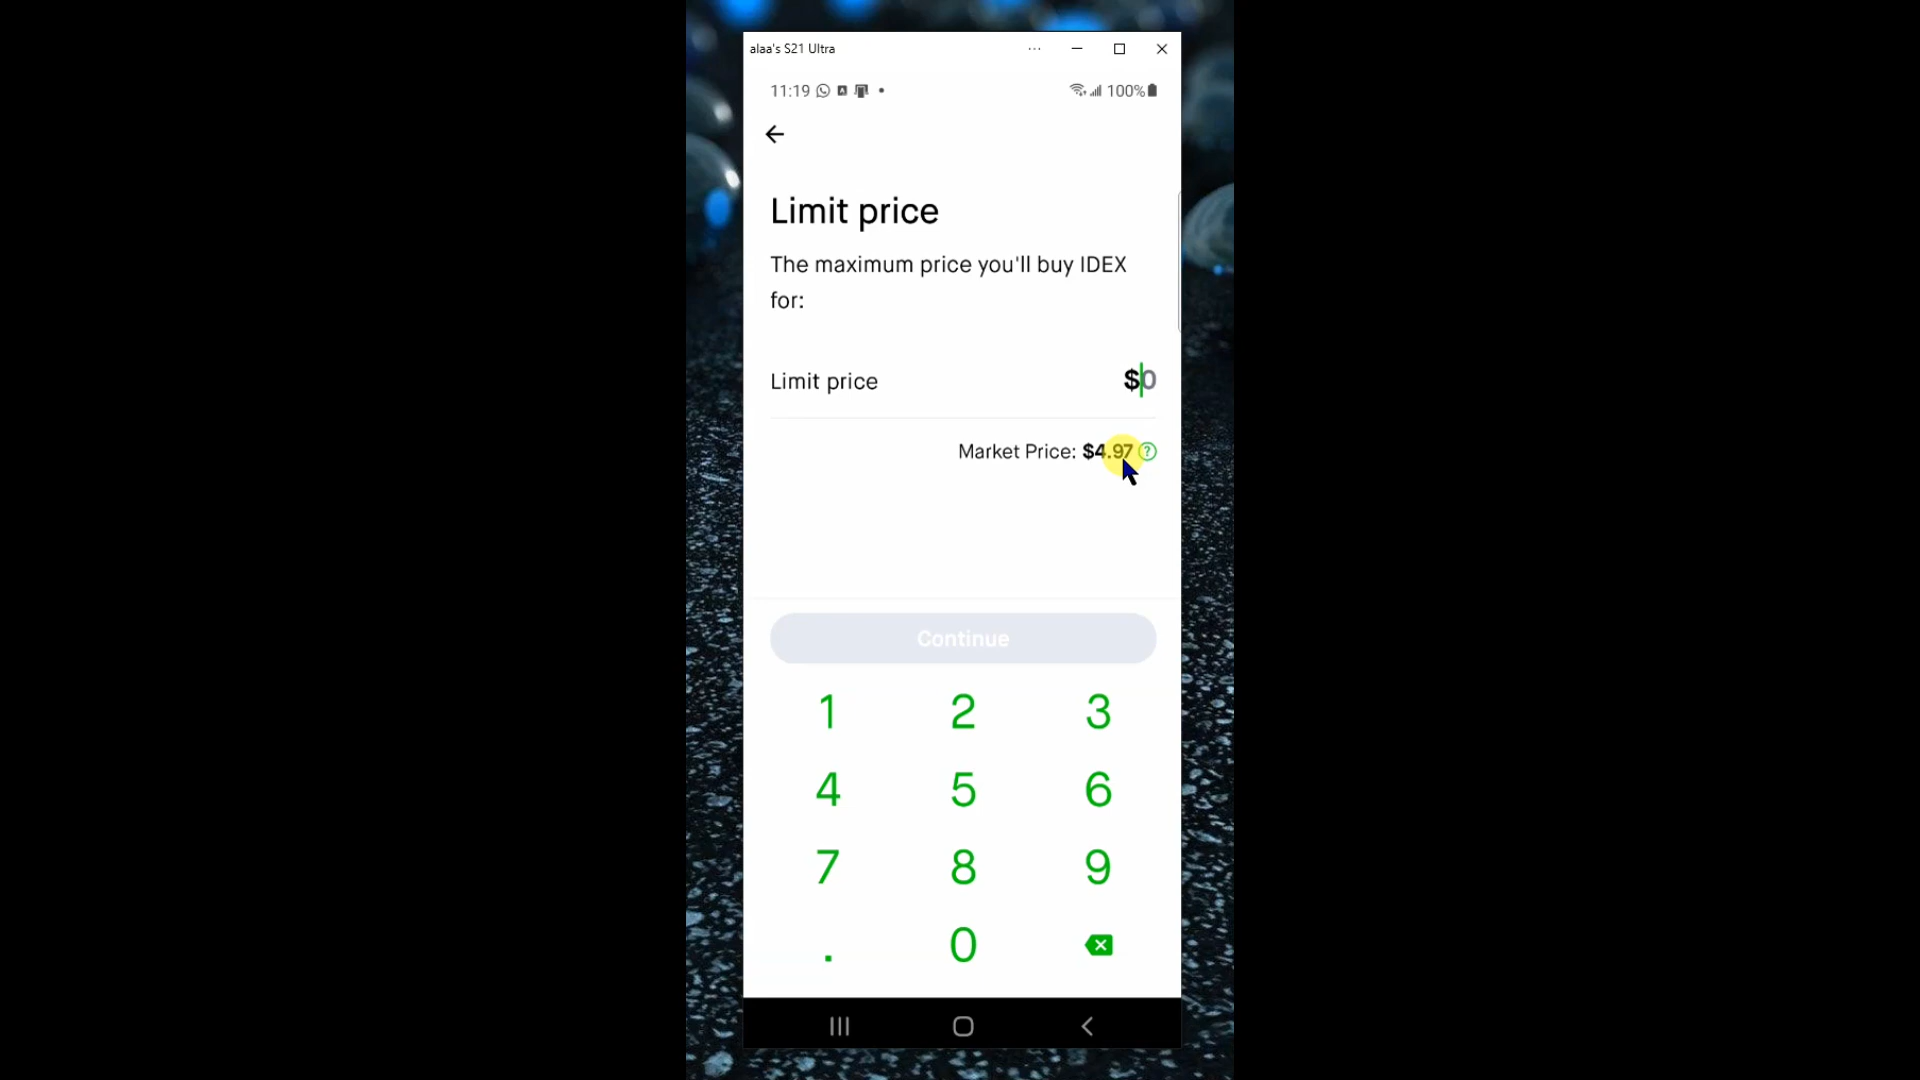 alaa's S21 Ultra
11:19 100%
Limit price
The maximum price you'll buy IDEX
for:
Limit price $0
Market Price: $4.97 ?
Continue
1 2 3
4 5 6
7 8 9
. 0